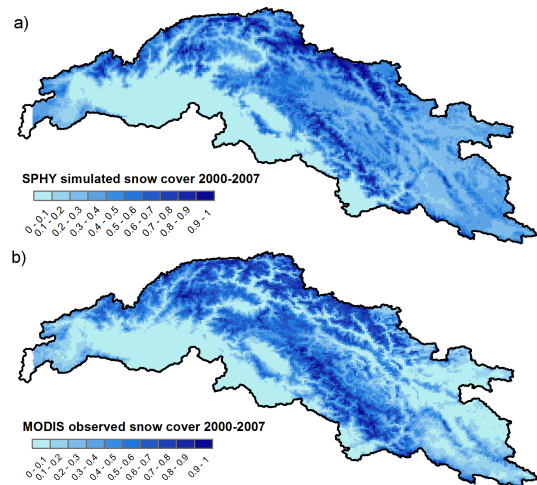 a)
SPHY simulated snow cover 2000-2007
0 - 0.1
0.1 - 0.2
0.2 - 0.3
0.3 - 0.4
0.4 - 0.5
0.5 - 0.6
0.6 - 0.7
0.7 - 0.8
0.8 - 0.9
0.9 - 1
b)
MODIS observed snow cover 2000-2007
0 - 0.1
0.1 - 0.2
0.2 - 0.3
0.3 - 0.4
0.4 - 0.5
0.5 - 0.6
0.6 - 0.7
0.7 - 0.8
0.8 - 0.9
0.9 - 1